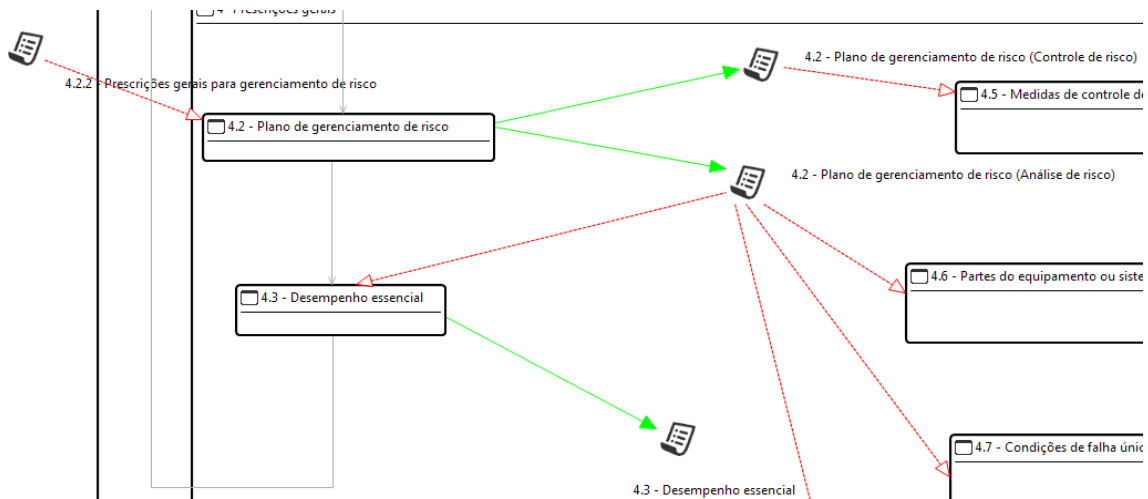 4 - Prescrições gerais
4.2 - Plano de gerenciamento de risco (Controle de risco)
4.2.2 - Prescrições gerais para gerenciamento de risco
4.5 - Medidas de controle de
4.2 - Plano de gerenciamento de risco
4.2 - Plano de gerenciamento de risco (Análise de risco)
4.6 - Partes do equipamento ou siste
4.3 - Desempenho essencial
4.7 - Condições de falha únic
4.3 - Desempenho essencial